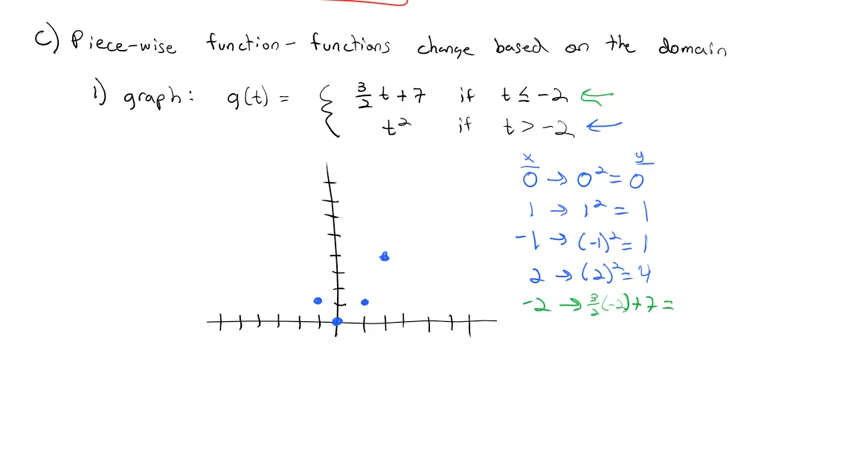 C) Piece-wise function - functions change based on the domain
1) graph: g(t) = { 3/2 t + 7 if t ≤ -2 ←
t² if t > -2 ←
x y
0 → 0² = 0
1 → 1² = 1
-1 → (-1)² = 1
2 → (2)² = 4
-2 → 3/2 (-2) + 7 =